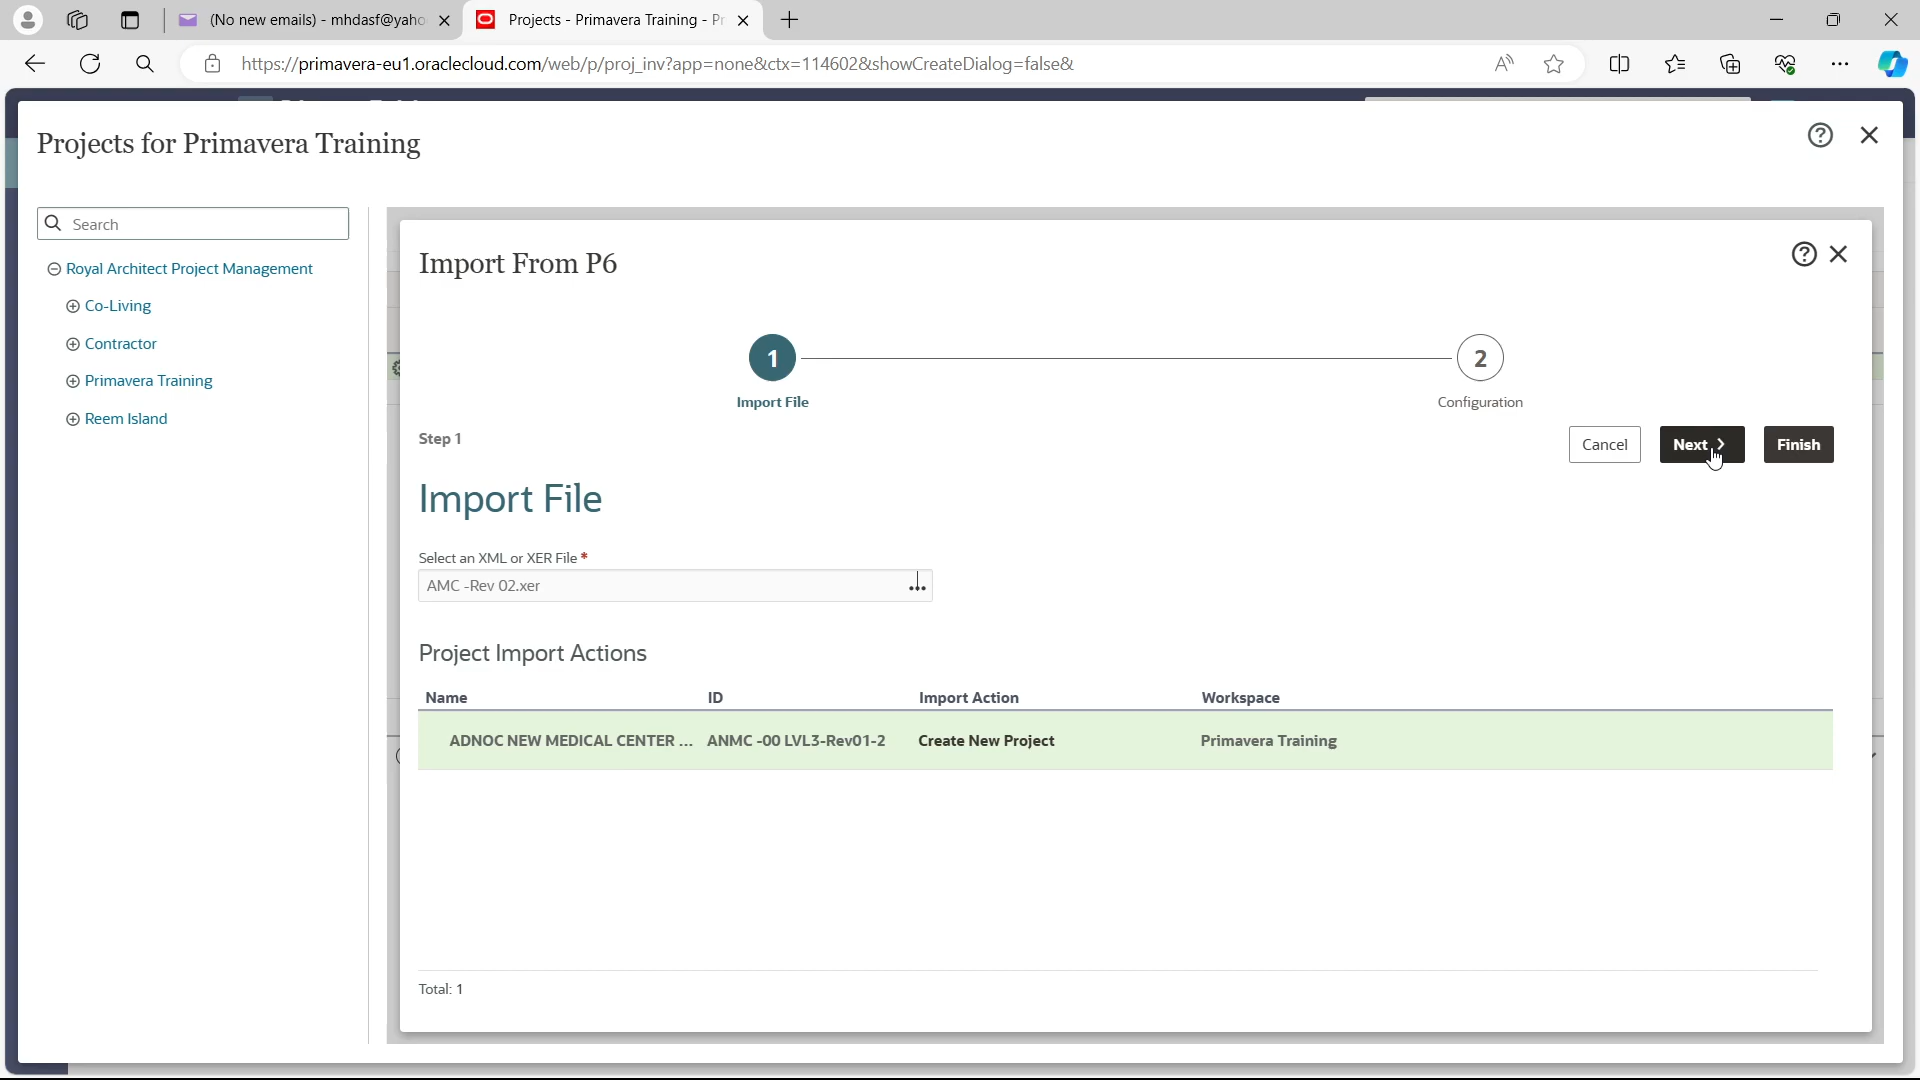 (No new emails) - mhdasf@yaho
Projects - Primavera Training - Pr
https://primavera-eu1.oraclecloud.com/web/p/proj_inv?app=none&ctx=114602&showCreateDialog=false&
Projects for Primavera Training
Search
Royal Architect Project Management
Co-Living
Contractor
Primavera Training
Reem Island
Import From P6
1
2
Import File
Configuration
Step 1
Cancel
Next
Finish
Import File
Select an XML or XER File *
AMC -Rev 02.xer
...
Project Import Actions
Name ID Import Action Workspace
ADNOC NEW MEDICAL CENTER ... ANMC -00 LVL3-Rev01-2 Create New Project Primavera Training
Total: 1